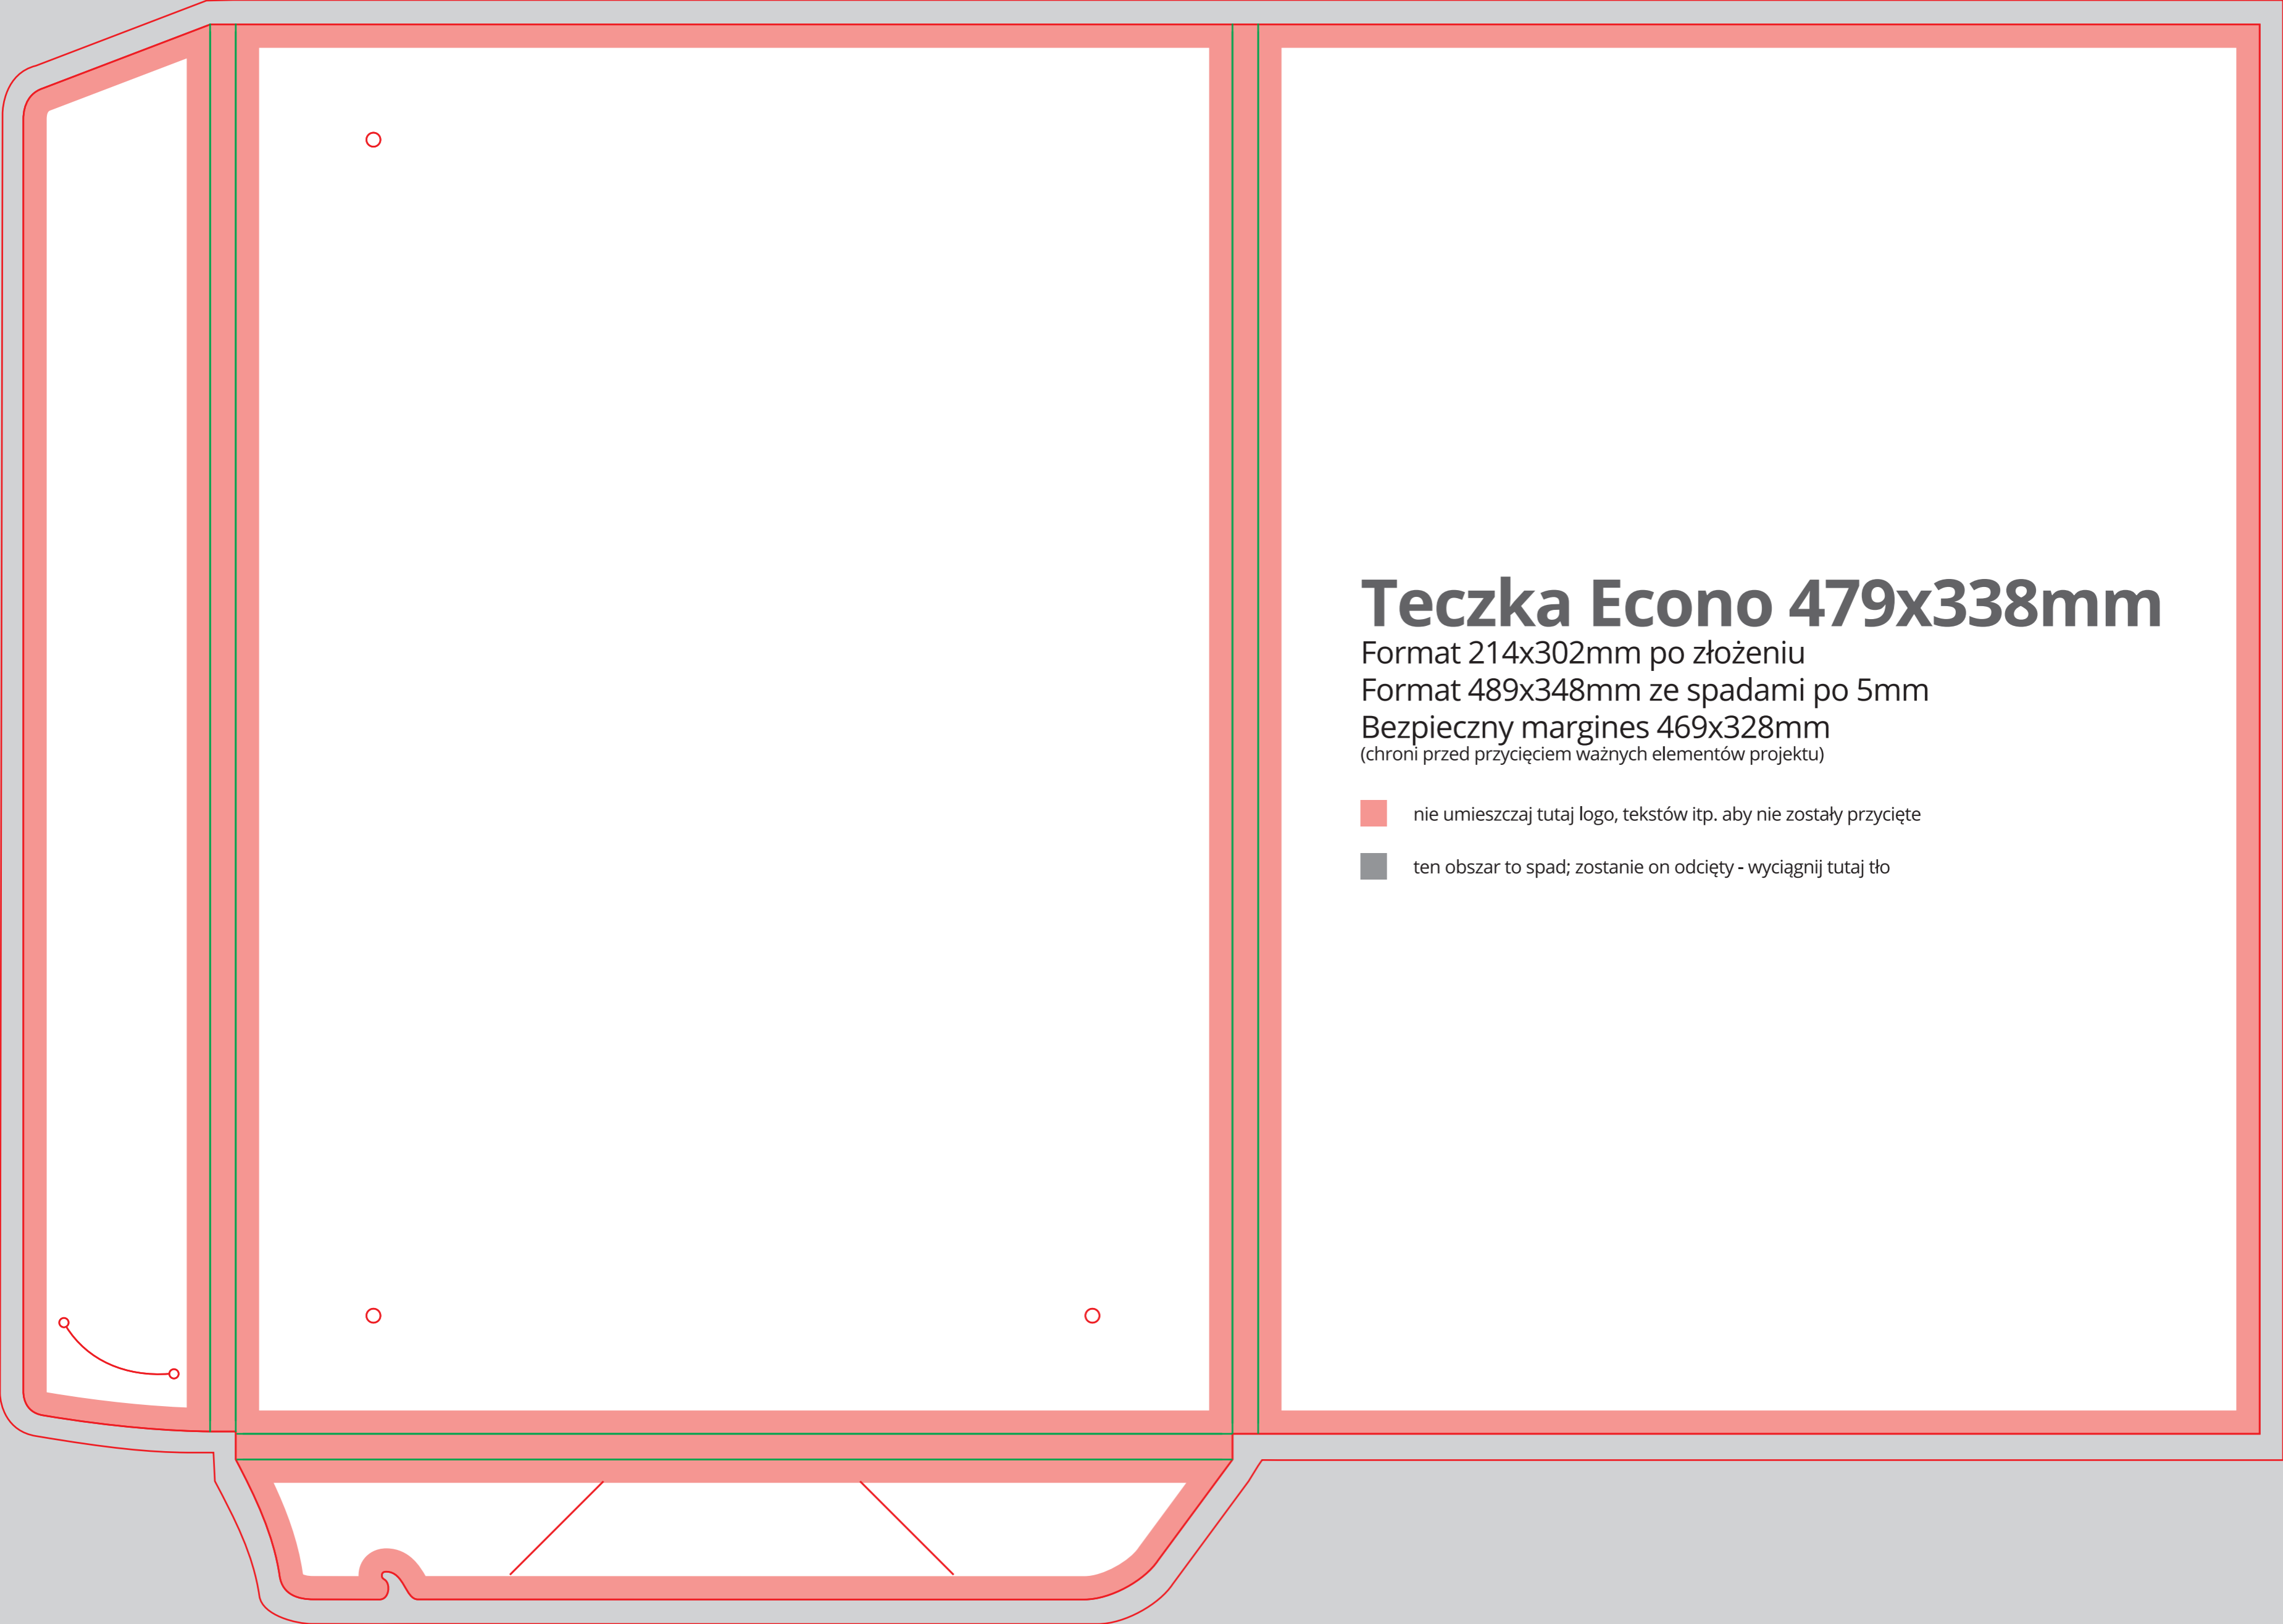 Teczka Econo 479x338mm
Format 214x302mm po złożeniu
Format 489x348mm ze spadami po 5mm
Bezpieczny margines 469x328mm
(chroni przed przycięciem ważnych elementów projektu)
nie umieszczaj tutaj logo, tekstów itp. aby nie zostały przycięte
ten obszar to spad; zostanie on odcięty - wyciągnij tutaj tło